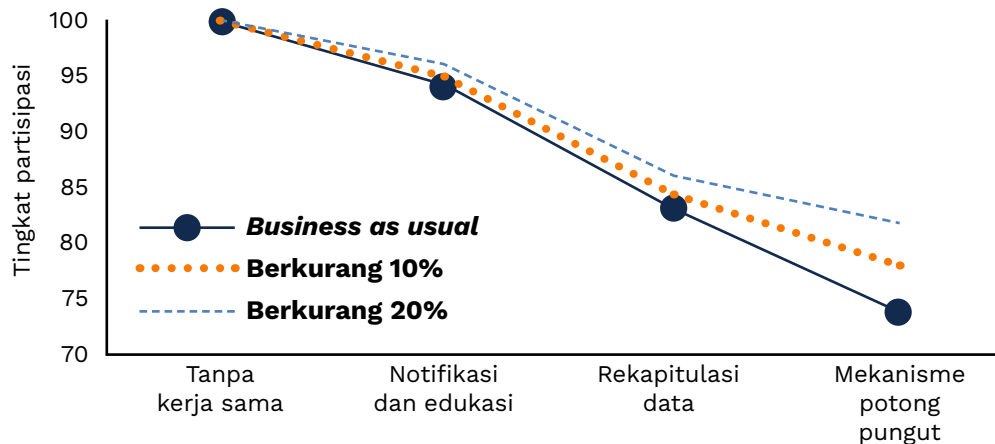 Tingkat partisipasi
100
95
90
85
80
75
70
Business as usual
Berkurang 10%
Berkurang 20%
Tanpa
kerja sama
Notifikasi
dan edukasi
Rekapitulasi
data
Mekanisme
potong
pungut